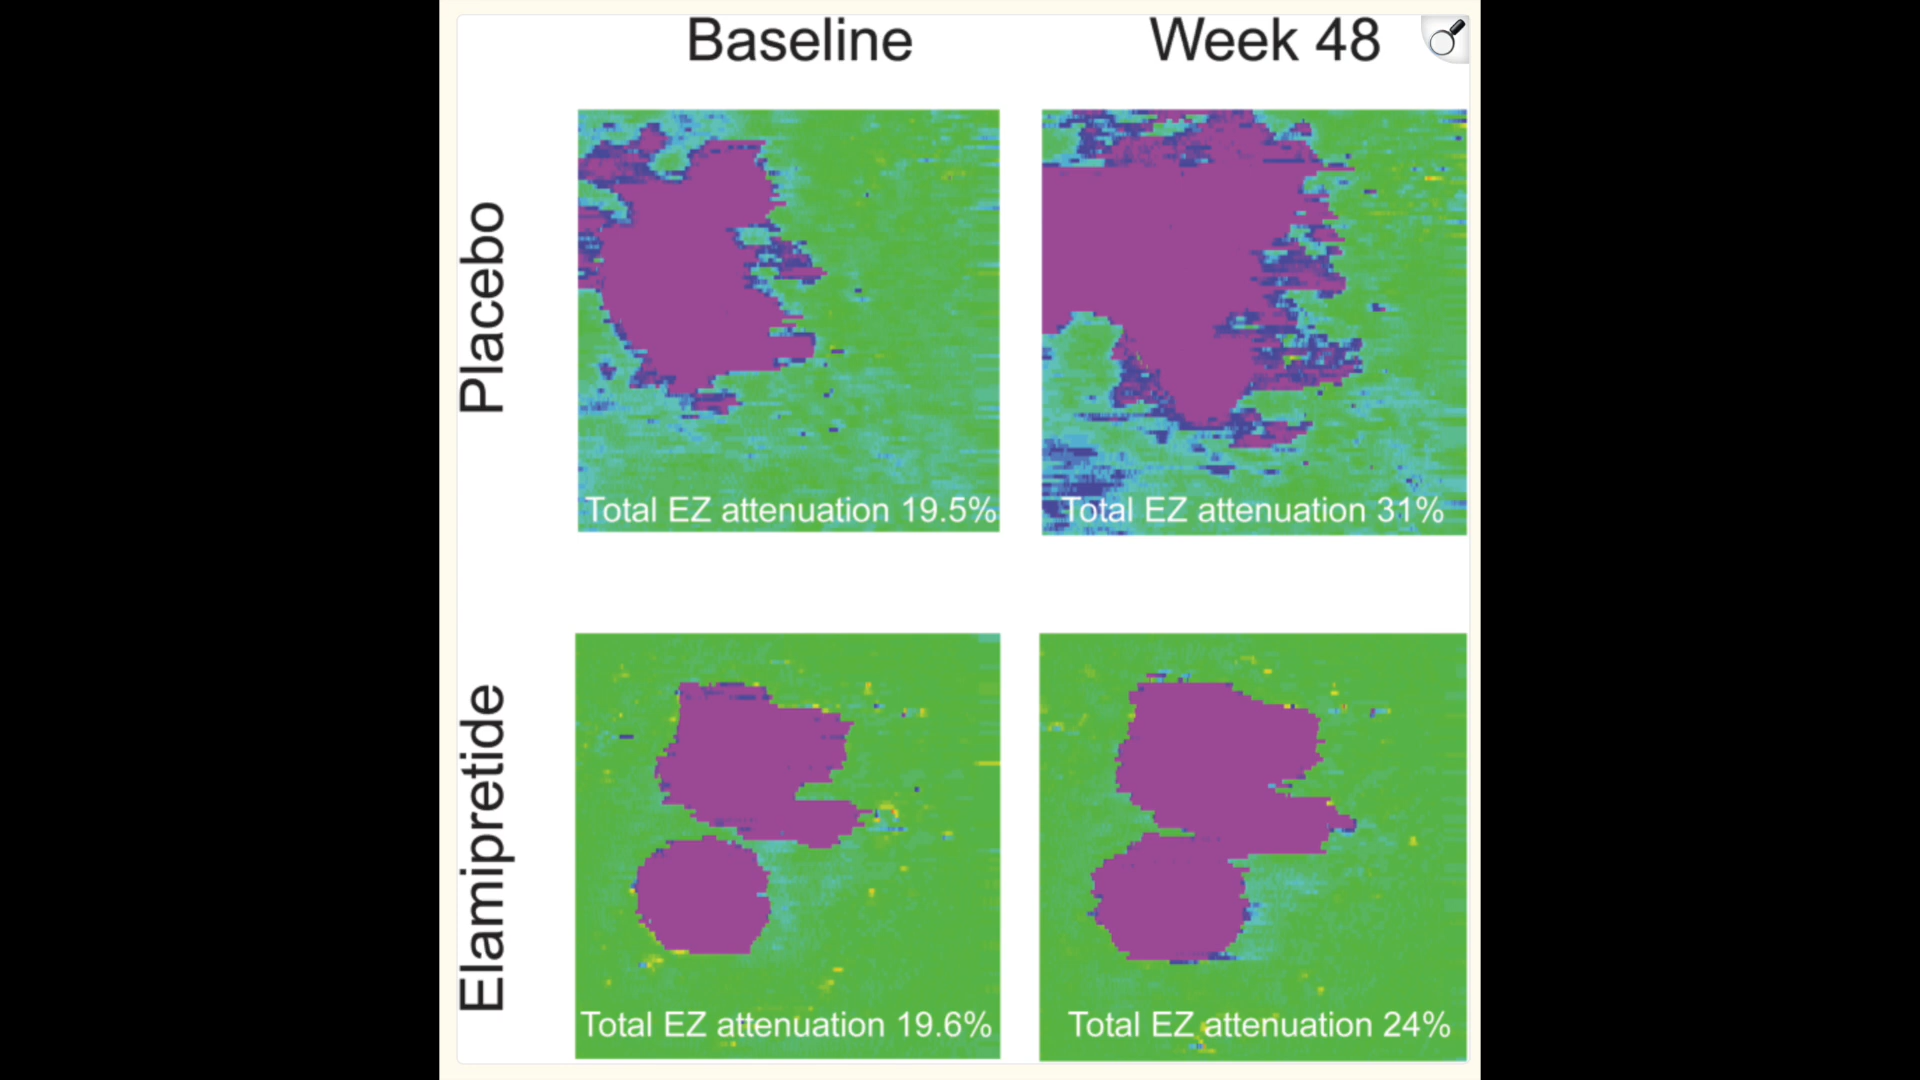 Baseline
Week 48
Placebo
Total EZ attenuation 19.5%
Total EZ attenuation 31%
Elamipretide
Total EZ attenuation 19.6%
Total EZ attenuation 24%